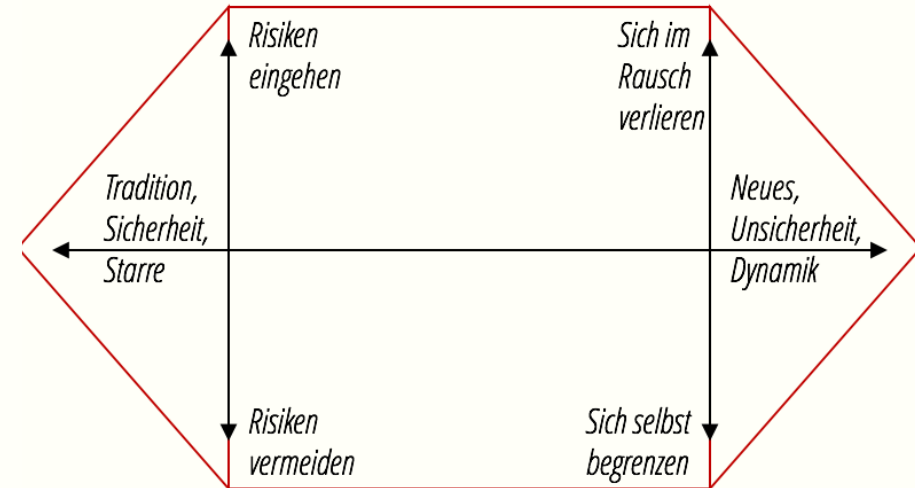 Risiken
eingehen
Sich im
Rausch
verlieren
Tradition,
Sicherheit,
Starre
Neues,
Unsicherheit,
Dynamik
Risiken
vermeiden
Sich selbst
begrenzen